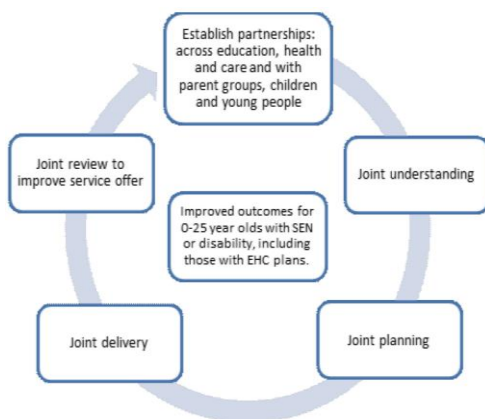 Establish partnerships:
across education, health
and care and with
parent groups, children
and young people
Joint review to
improve service offer
Joint understanding
Improved outcomes for
0-25 year olds with SEN
or disability, including
those with EHC plans.
Joint delivery
Joint planning